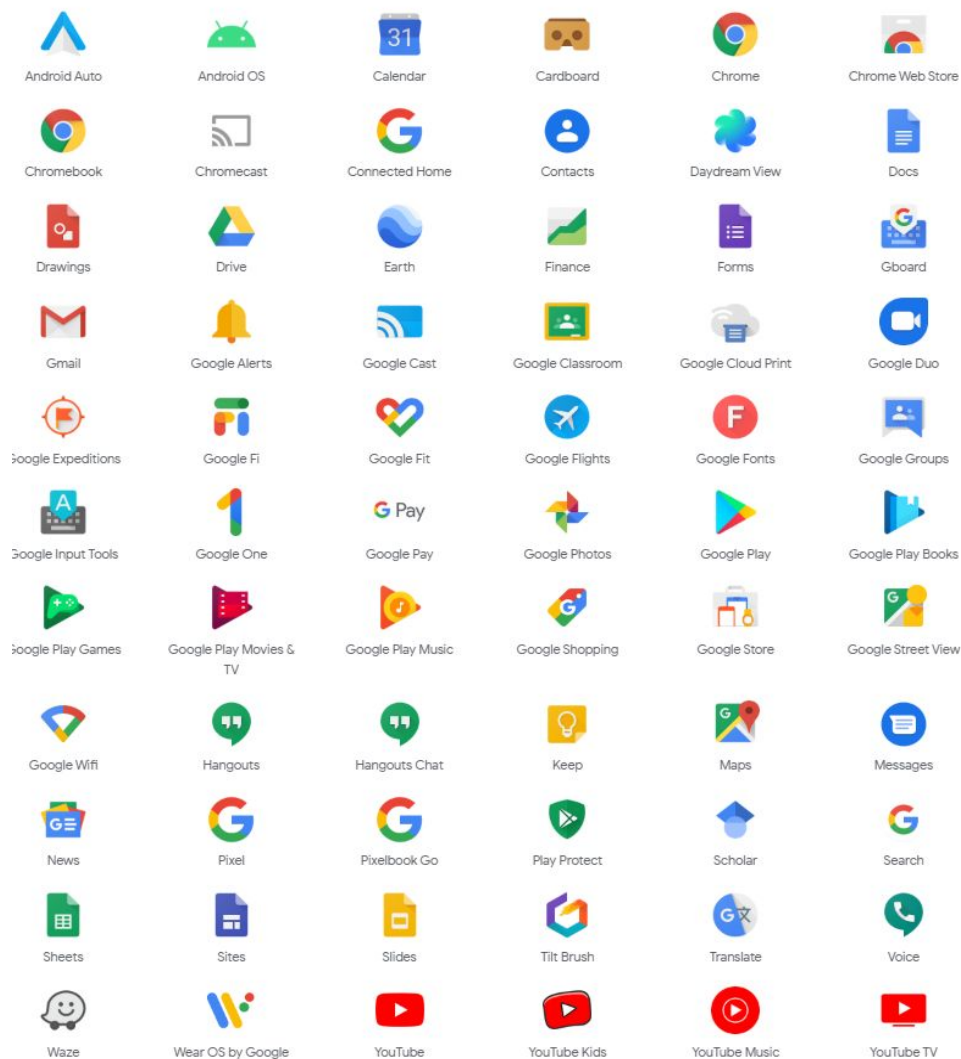 31
Android Auto
Android OS
Calendar
Cardboard
Chrome
Chrome Web Store
Chromebook
Chromecast
Connected Home
Contacts
Daydream View
Docs
G
Drawings
Drive
Earth
Finance
Forms
Gboard
Gmail
Google Alerts
Google Cast
Google Classroom
Google Cloud Print
Google Duo
F
Google Expeditions
Google Fi
Google Fit
Google Flights
Google Fonts
Google Groups
A
G Pay
Google Input Tools
Google One
Google Pay
Google Photos
Google Play
Google Play Books
G
G
Google Play Games
Google Play Movies &
TV
Google Play Music
Google Shopping
Google Store
Google Street View
G
Google Wifi
Hangouts
Hangouts Chat
Keep
Maps
Messages
G
G
G
G
News
Pixel
Pixelbook Go
Play Protect
Scholar
Search
G文
Sheets
Sites
Slides
Tilt Brush
Translate
Voice
Waze
Wear OS by Google
YouTube
YouTube Kids
YouTube Music
YouTube TV